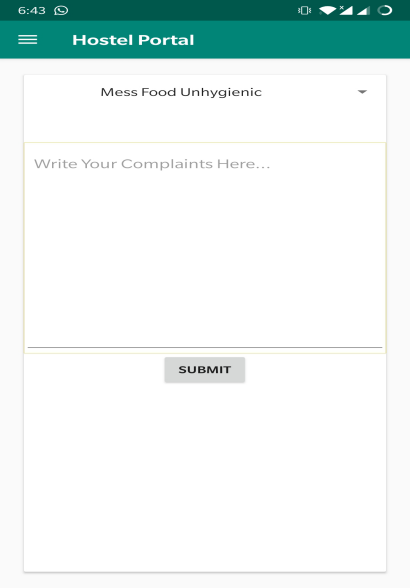 6:43
Hostel Portal
Mess Food Unhygienic
Write Your Complaints Here...
SUBMIT